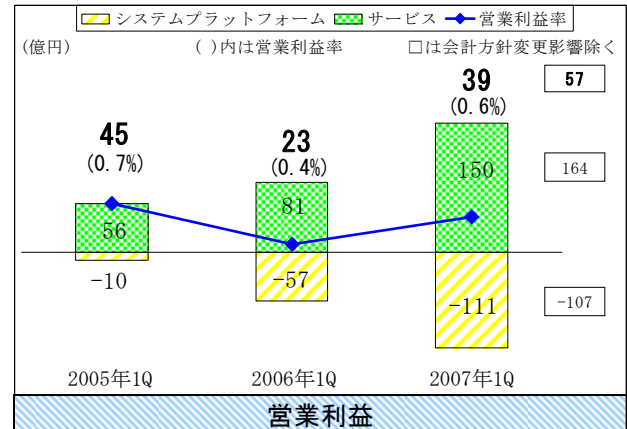 システムプラットフォーム サービス 営業利益率
(億円) ( )内は営業利益率 □は会計方針変更影響除く
39 57
(0.6%)
45 23
(0.7%) (0.4%)
150 164
81
56
-10 -57 -111 -107
2005年1Q 2006年1Q 2007年1Q
営業利益